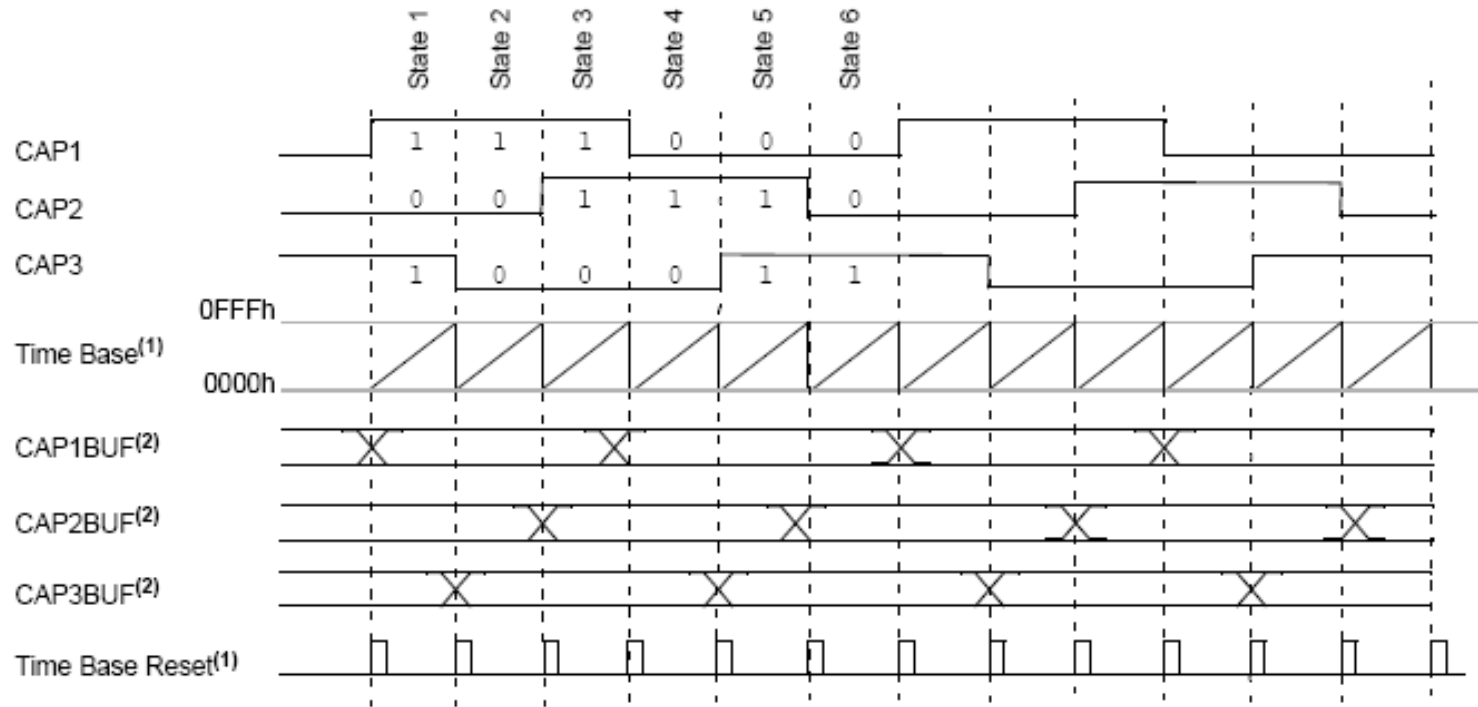 State 1 State 2 State 3 State 4 State 5 State 6
CAP1 1 1 1 0 0 0
CAP2 0 0 1 1 1 0
CAP3 1 0 0 0 1 1
0FFFh
Time Base(1)
0000h
CAP1BUF(2)
CAP2BUF(2)
CAP3BUF(2)
Time Base Reset(1)